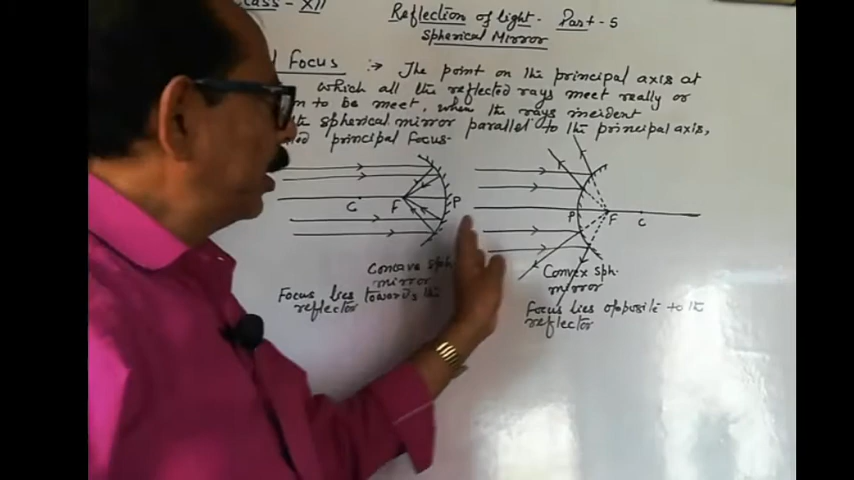 Class - XII
Reflection of light - Part - 5
Spherical Mirror
Focus :→ The point on the principal axis at
which all the reflected rays meet really or
to be meet, when the rays incident
spherical mirror parallel to the principal axis,
principal focus.
C F P
P F C
Concave sph
mirror
Focus lies towards the
reflector
Convex sph.
mirror
Focus lies opposite to the
reflector